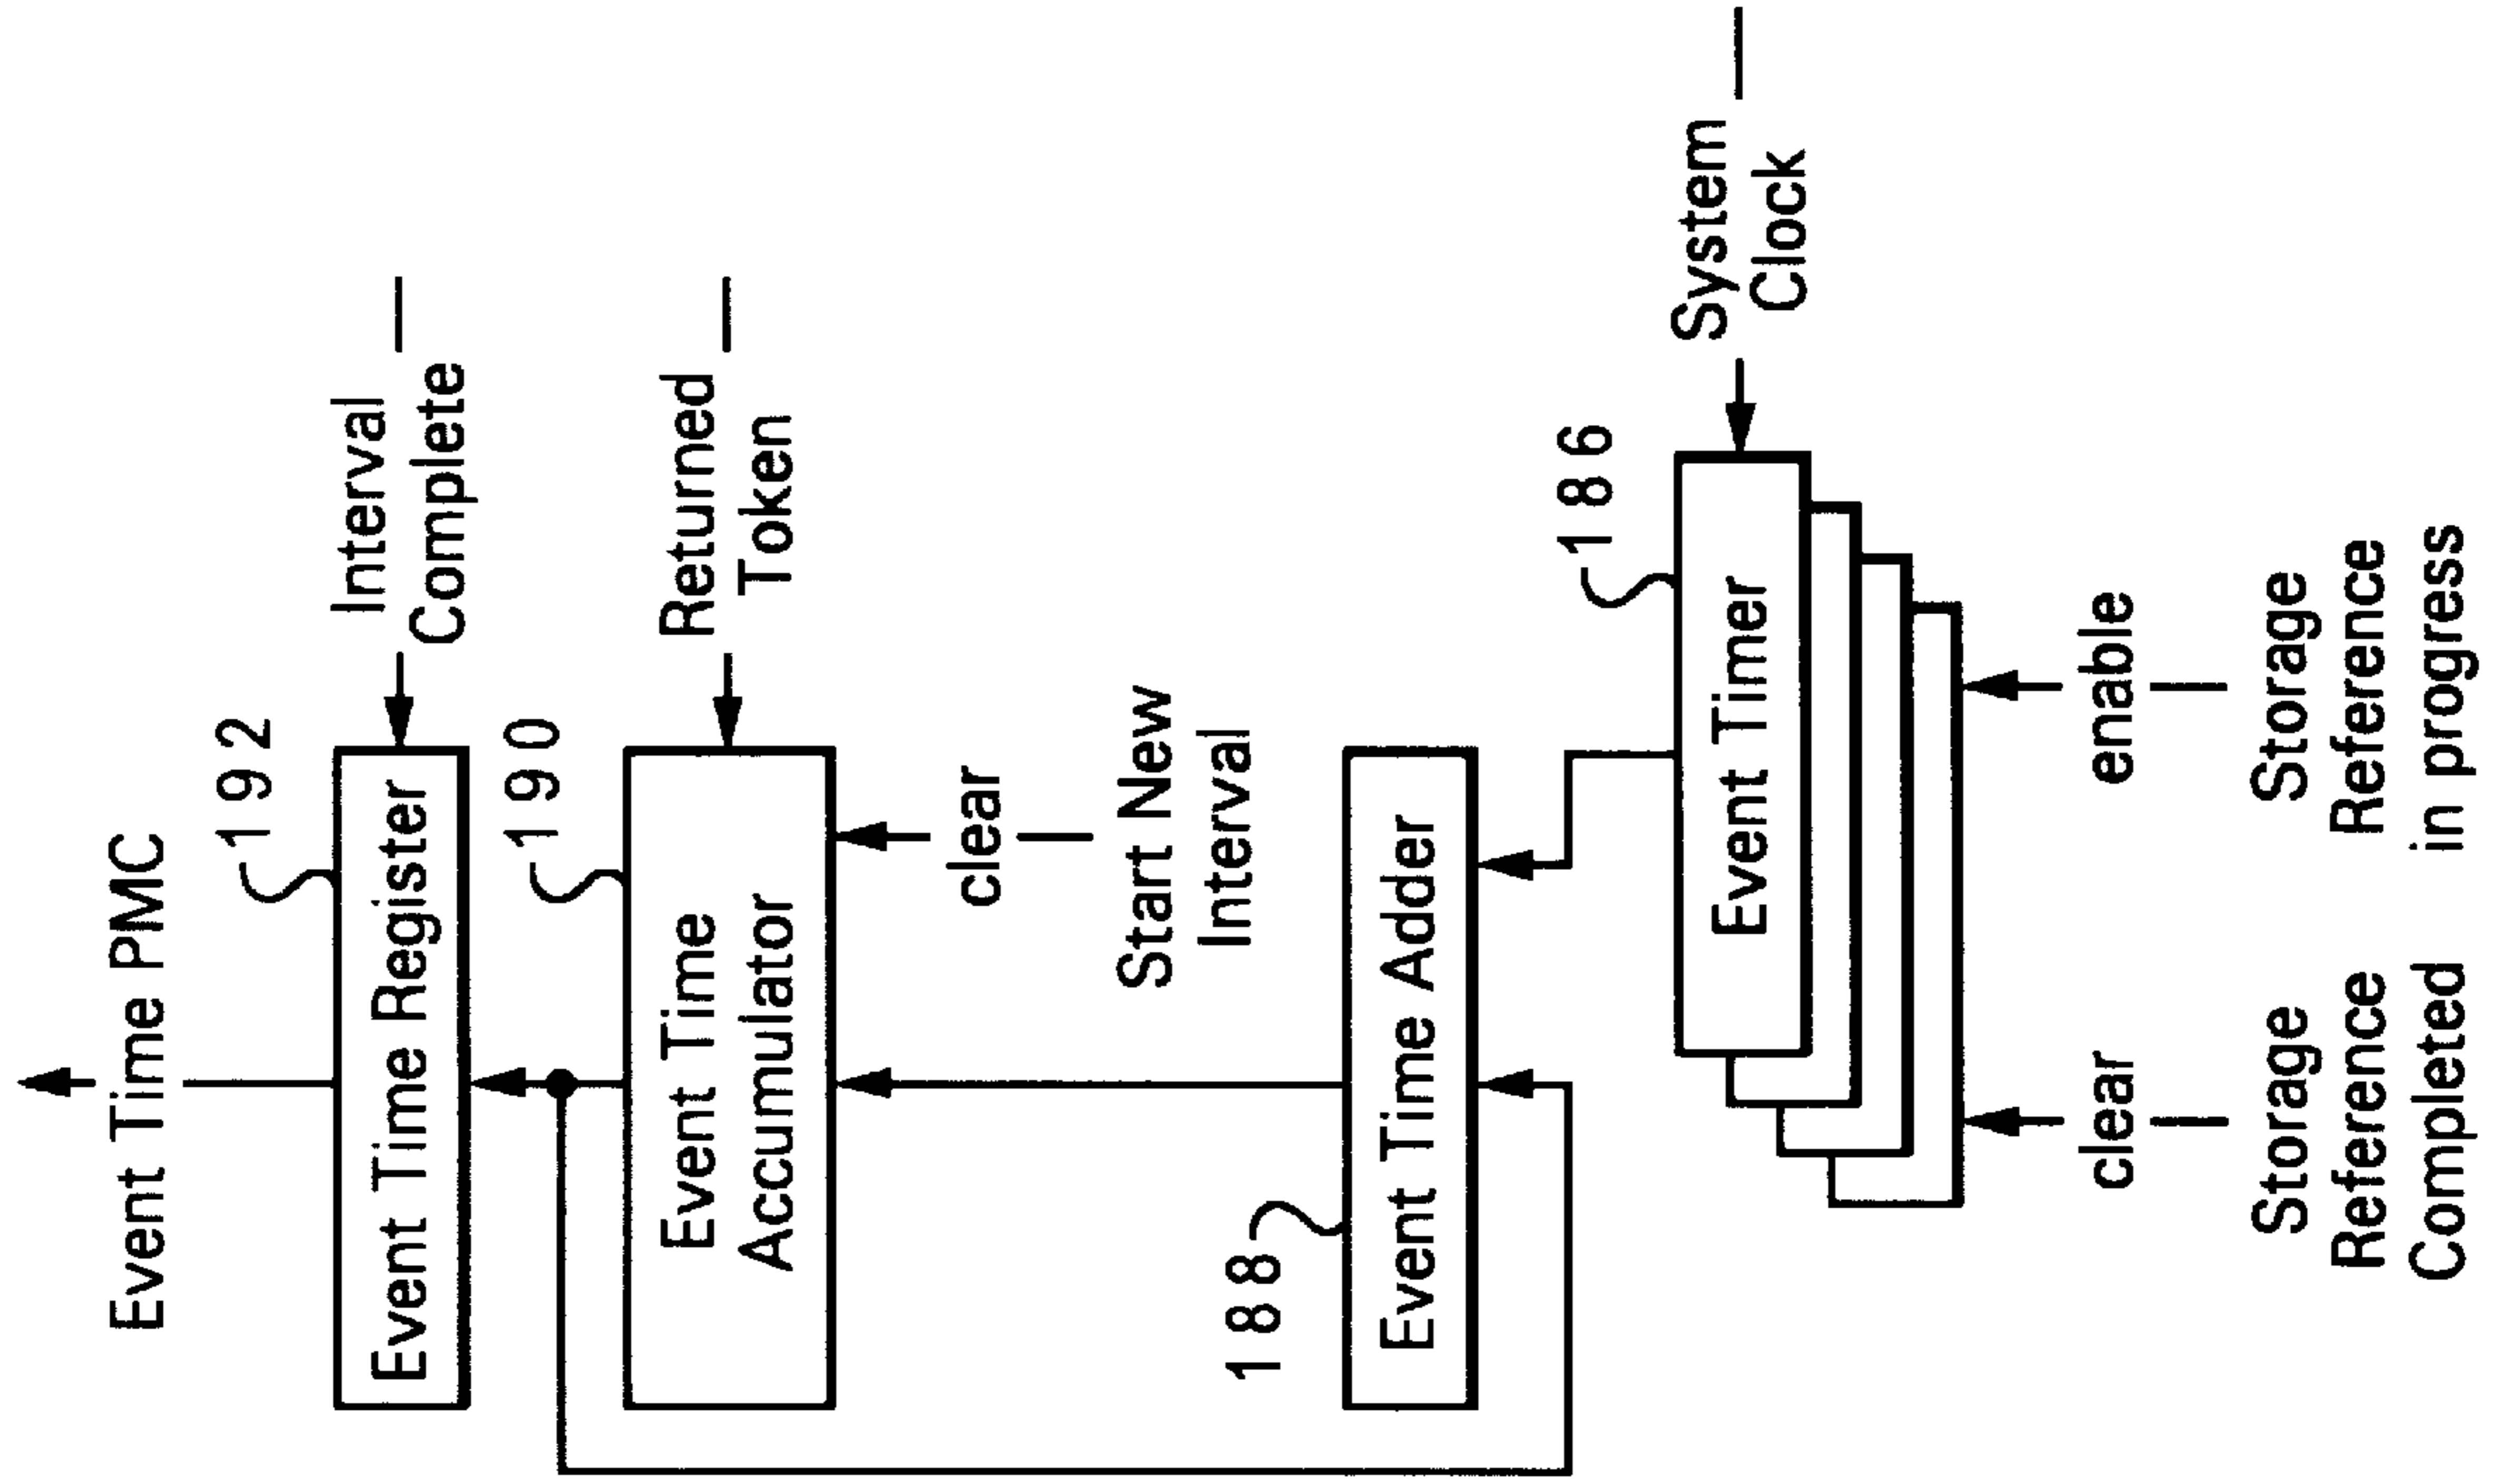 Event Time PMC
192
Event Time Register
Interval
Complete
190
Event Time
Accumulator
Returned
Token
clear
Start New
Interval
188
Event Time Adder
186
Event Timer
System
Clock
clear
Storage
Reference
Completed
enable
Storage
Reference
in progress